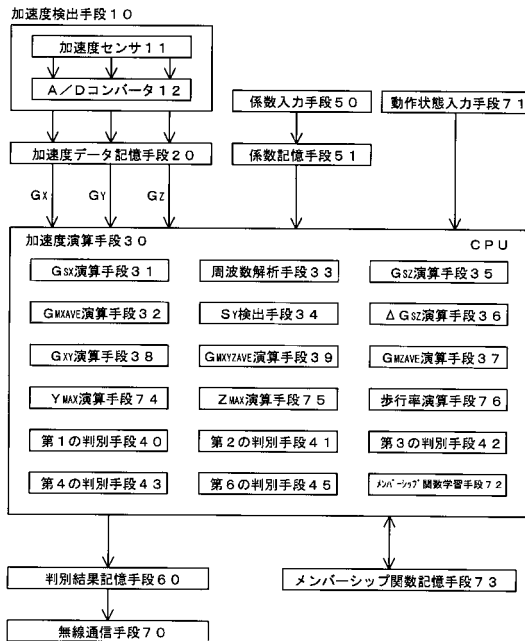 加速度検出手段10
加速度センサ11
A/Dコンバータ12
係数入力手段50
動作状態入力手段71
加速度データ記憶手段20
係数記憶手段51
GX GY GZ
加速度演算手段30 CPU
GSX演算手段31 周波数解析手段33 GSZ演算手段35
GMXAVE演算手段32 SY検出手段34 ΔGSZ演算手段36
GXY演算手段38 GMXYZAVE演算手段39 GMZAVE演算手段37
YMAX演算手段74 ZMAX演算手段75 歩行率演算手段76
第1の判別手段40 第2の判別手段41 第3の判別手段42
第4の判別手段43 第6の判別手段45 メンバーシップ関数学習手段72
判別結果記憶手段60 メンバーシップ関数記憶手段73
無線通信手段70